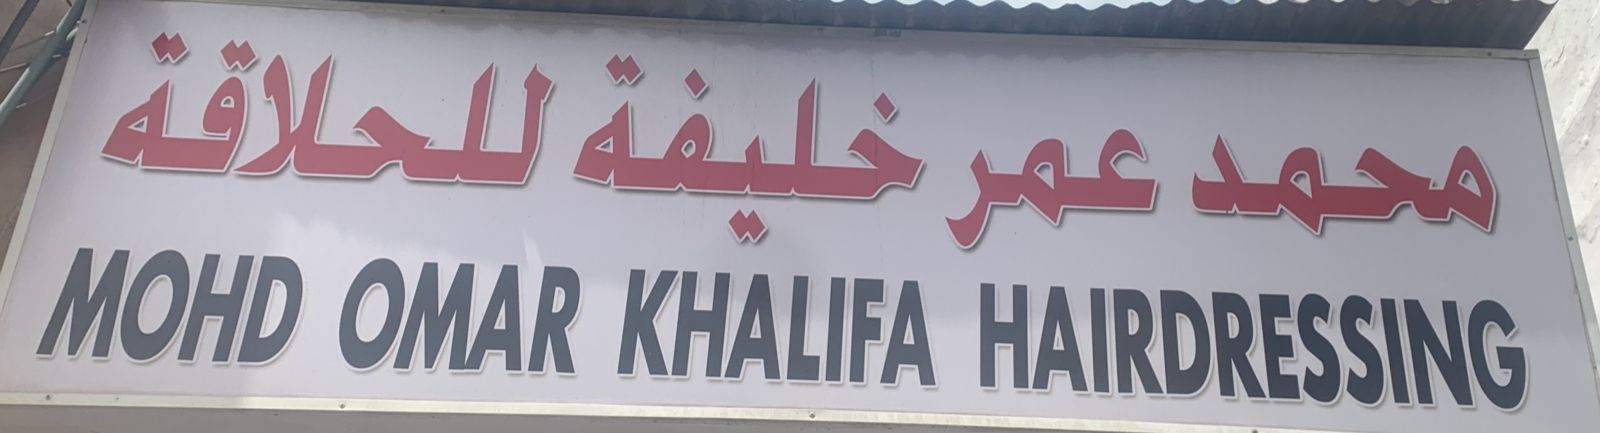 محمد عمر خليفة للحلاقة
MOHD OMAR KHALIFA HAIRDRESSING